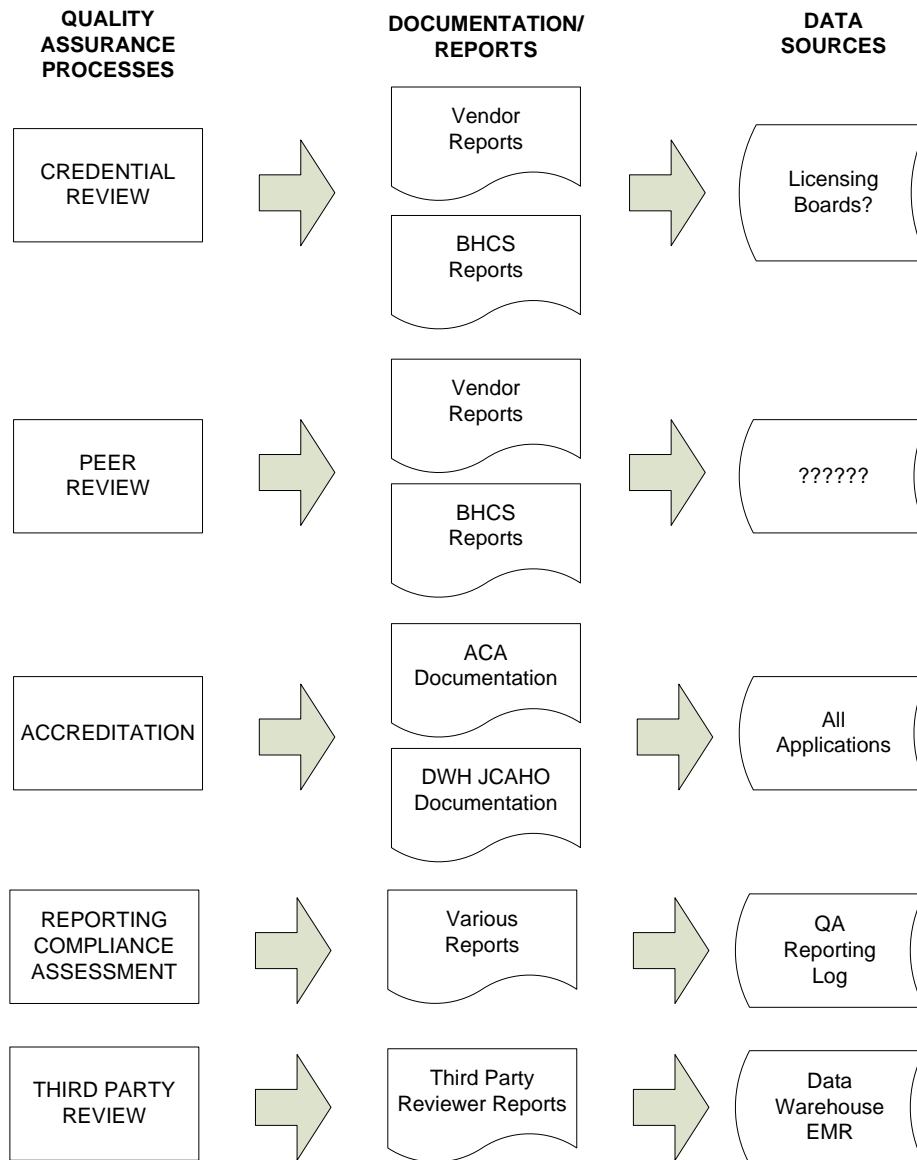 QUALITY
ASSURANCE
PROCESSES
DOCUMENTATION/
REPORTS
DATA
SOURCES
CREDENTIAL
REVIEW
Vendor
Reports
BHCS
Reports
Licensing
Boards?
PEER
REVIEW
Vendor
Reports
BHCS
Reports
??????
ACCREDITATION
ACA
Documentation
DWH JCAHO
Documentation
All
Applications
REPORTING
COMPLIANCE
ASSESSMENT
Various
Reports
QA
Reporting
Log
THIRD PARTY
REVIEW
Third Party
Reviewer Reports
Data
Warehouse
EMR